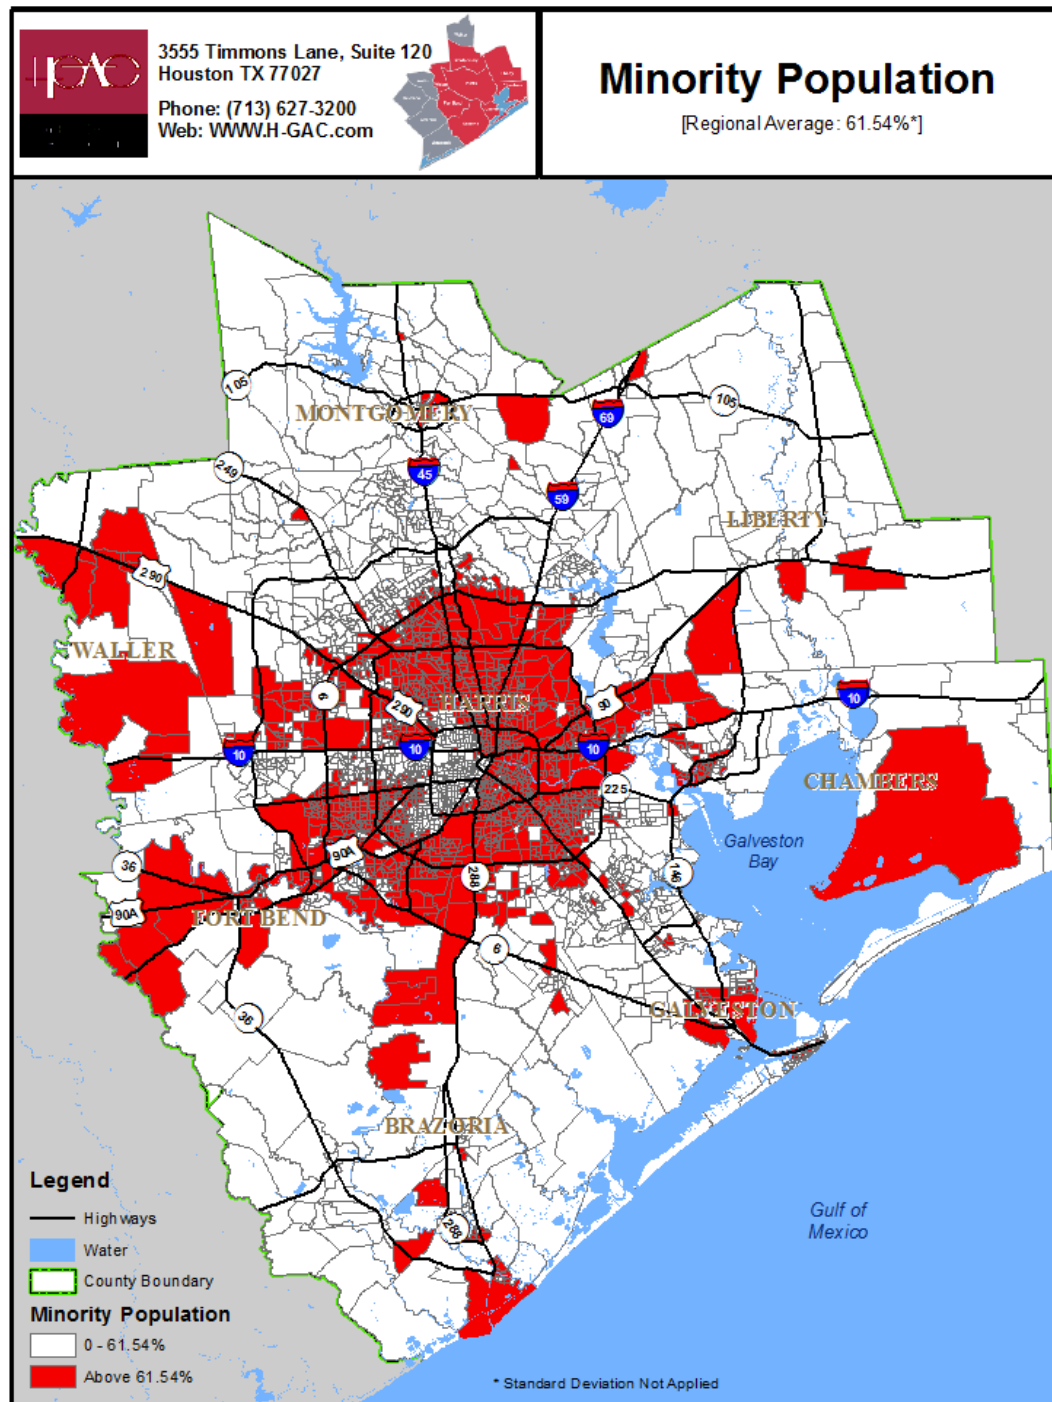 HGAC
3555 Timmons Lane, Suite 120
Houston TX 77027
Phone: (713) 627-3200
Web: WWW.H-GAC.com
Minority Population
[Regional Average: 61.54%*]
105
MONTGOMERY
69
105
249
45
59
LIBERTY
290
WALLER
6
290
HARRIS
90
10
10
10
10
CHAMBERS
225
Galveston
Bay
36
90A
288
146
90A
FORT BEND
6
GALVESTON
36
BRAZORIA
288
Gulf of
Mexico
Legend
Highways
Water
County Boundary
Minority Population
0 - 61.54%
Above 61.54%
* Standard Deviation Not Applied